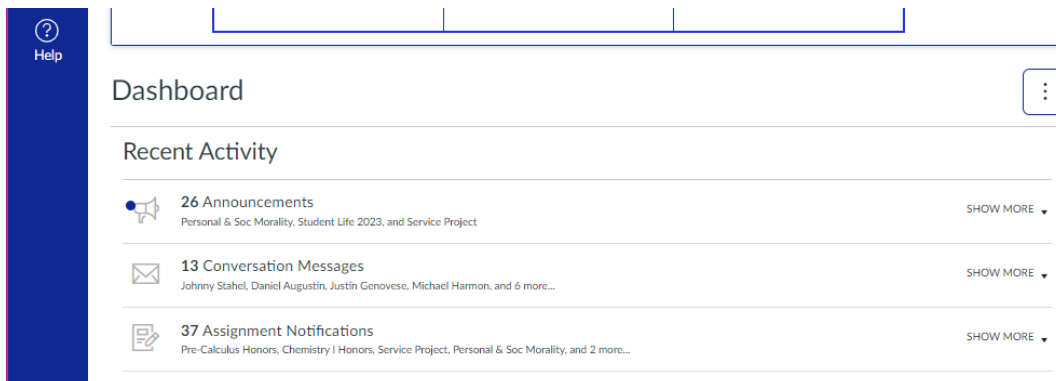 Help
Dashboard
Recent Activity
26 Announcements
Personal & Soc Morality, Student Life 2023, and Service Project
SHOW MORE
13 Conversation Messages
Johnny Stahel, Daniel Augustin, Justin Genovese, Michael Harmon, and 6 more...
SHOW MORE
37 Assignment Notifications
Pre-Calculus Honors, Chemistry I Honors, Service Project, Personal & Soc Morality, and 2 more...
SHOW MORE